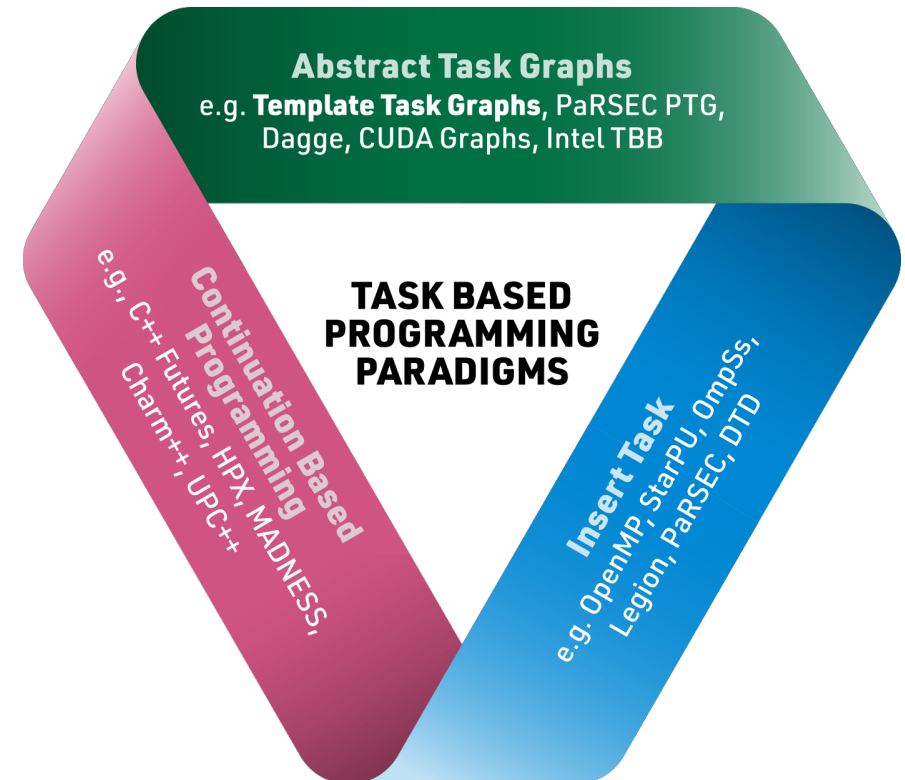 Abstract Task Graphs
e.g. Template Task Graphs, PaRSEC PTG,
Dagge, CUDA Graphs, Intel TBB
TASK BASED
PROGRAMMING
PARADIGMS
Continuation Based
Programming
e.g., C++ Futures, HPX, MADNESS,
Charm++, UPC++
Insert Task
e.g. OpenMP, StarPU, OmpSs,
Legion, PaRSEC, DTD